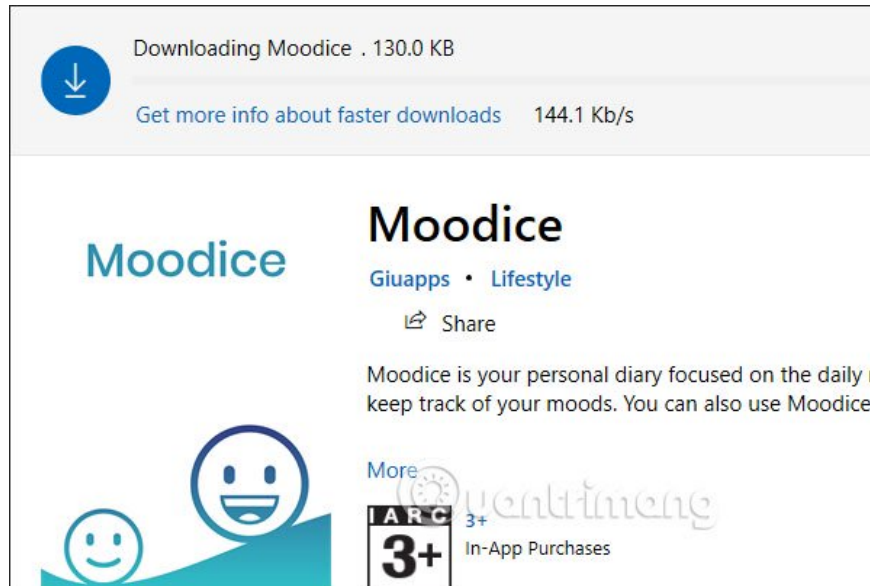 Downloading Moodice . 130.0 KB
Get more info about faster downloads 144.1 Kb/s
Moodice
Moodice
Giuapps • Lifestyle
Share
Moodice is your personal diary focused on the daily
keep track of your moods. You can also use Moodice
More
Quantrimang
IARC
3+
3+
In-App Purchases